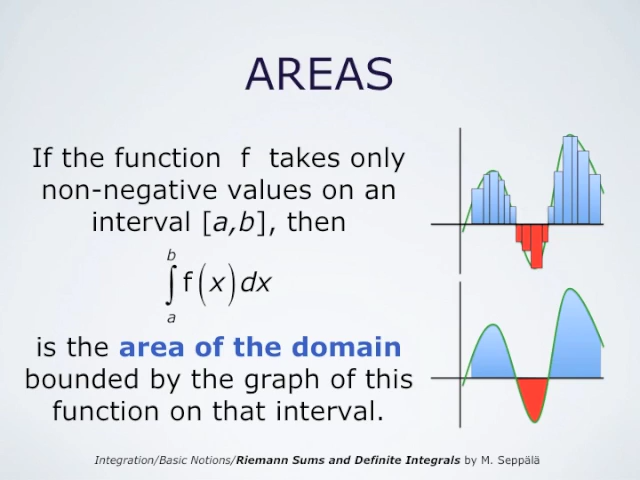 AREAS
If the function f takes only
non-negative values on an
interval [a,b], then
b
∫ f(x)dx
a
is the area of the domain
bounded by the graph of this
function on that interval.
Integration/Basic Notions/Riemann Sums and Definite Integrals by M. Seppälä